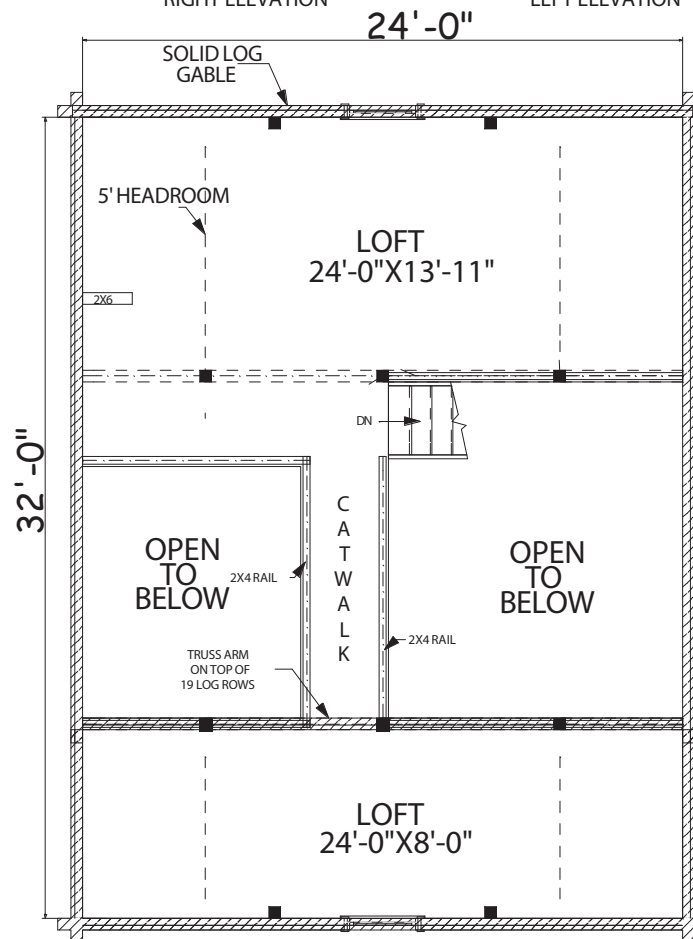 RIGHT ELEVATION
LEFT ELEVATION
24'-0"
SOLID LOG
GABLE
5' HEADROOM
LOFT
24'-0"X13'-11"
2X6
DN
32'-0"
C
A
T
W
A
L
K
OPEN
TO
BELOW
2X4 RAIL
OPEN
TO
BELOW
2X4 RAIL
TRUSS ARM
ON TOP OF
19 LOG ROWS
LOFT
24'-0"X8'-0"